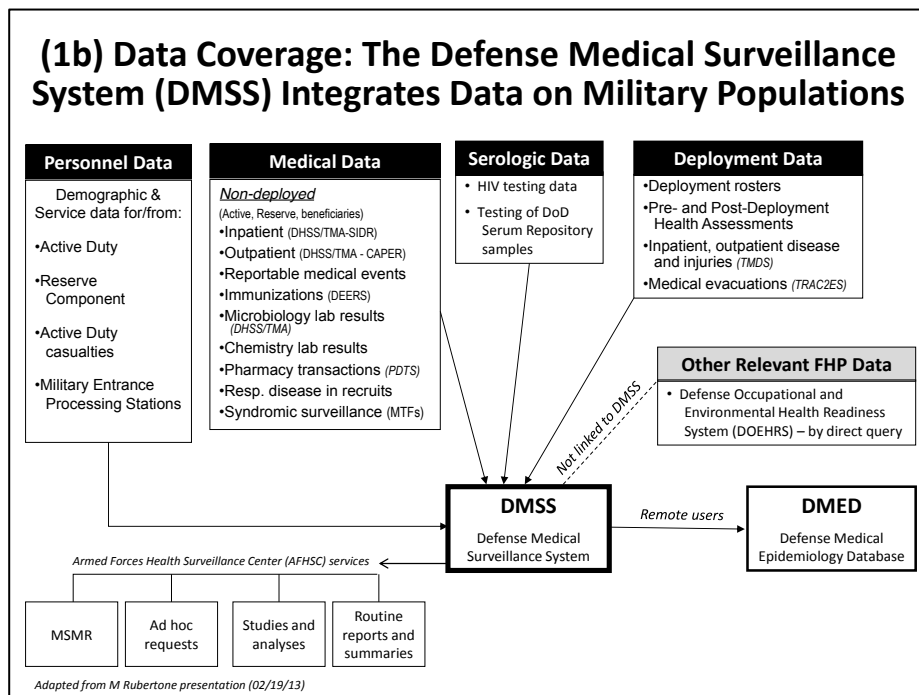 (1b) Data Coverage: The Defense Medical Surveillance
System (DMSS) Integrates Data on Military Populations
Personnel Data
Demographic &
Service data for/from:
•Active Duty
•Reserve
Component
•Active Duty
casualties
•Military Entrance
Processing Stations
Medical Data
Non-deployed
(Active, Reserve, beneficiaries)
•Inpatient (DHSS/TMA-SIDR)
•Outpatient (DHSS/TMA - CAPER)
•Reportable medical events
•Immunizations (DEERS)
•Microbiology lab results
(DHSS/TMA)
•Chemistry lab results
•Pharmacy transactions (PDTS)
•Resp. disease in recruits
•Syndromic surveillance (MTFs)
Serologic Data
• HIV testing data
• Testing of DoD
Serum Repository
samples
Deployment Data
•Deployment rosters
•Pre- and Post-Deployment
Health Assessments
•Inpatient, outpatient disease
and injuries (TMDS)
•Medical evacuations (TRAC2ES)
Other Relevant FHP Data
• Defense Occupational and
Environmental Health Readiness
System (DOEHRS) – by direct query
Not linked to DMSS
DMSS
Defense Medical
Surveillance System
Remote users
DMED
Defense Medical
Epidemiology Database
Armed Forces Health Surveillance Center (AFHSC) services
MSMR
Ad hoc
requests
Studies and
analyses
Routine
reports and
summaries
Adapted from M Rubertone presentation (02/19/13)